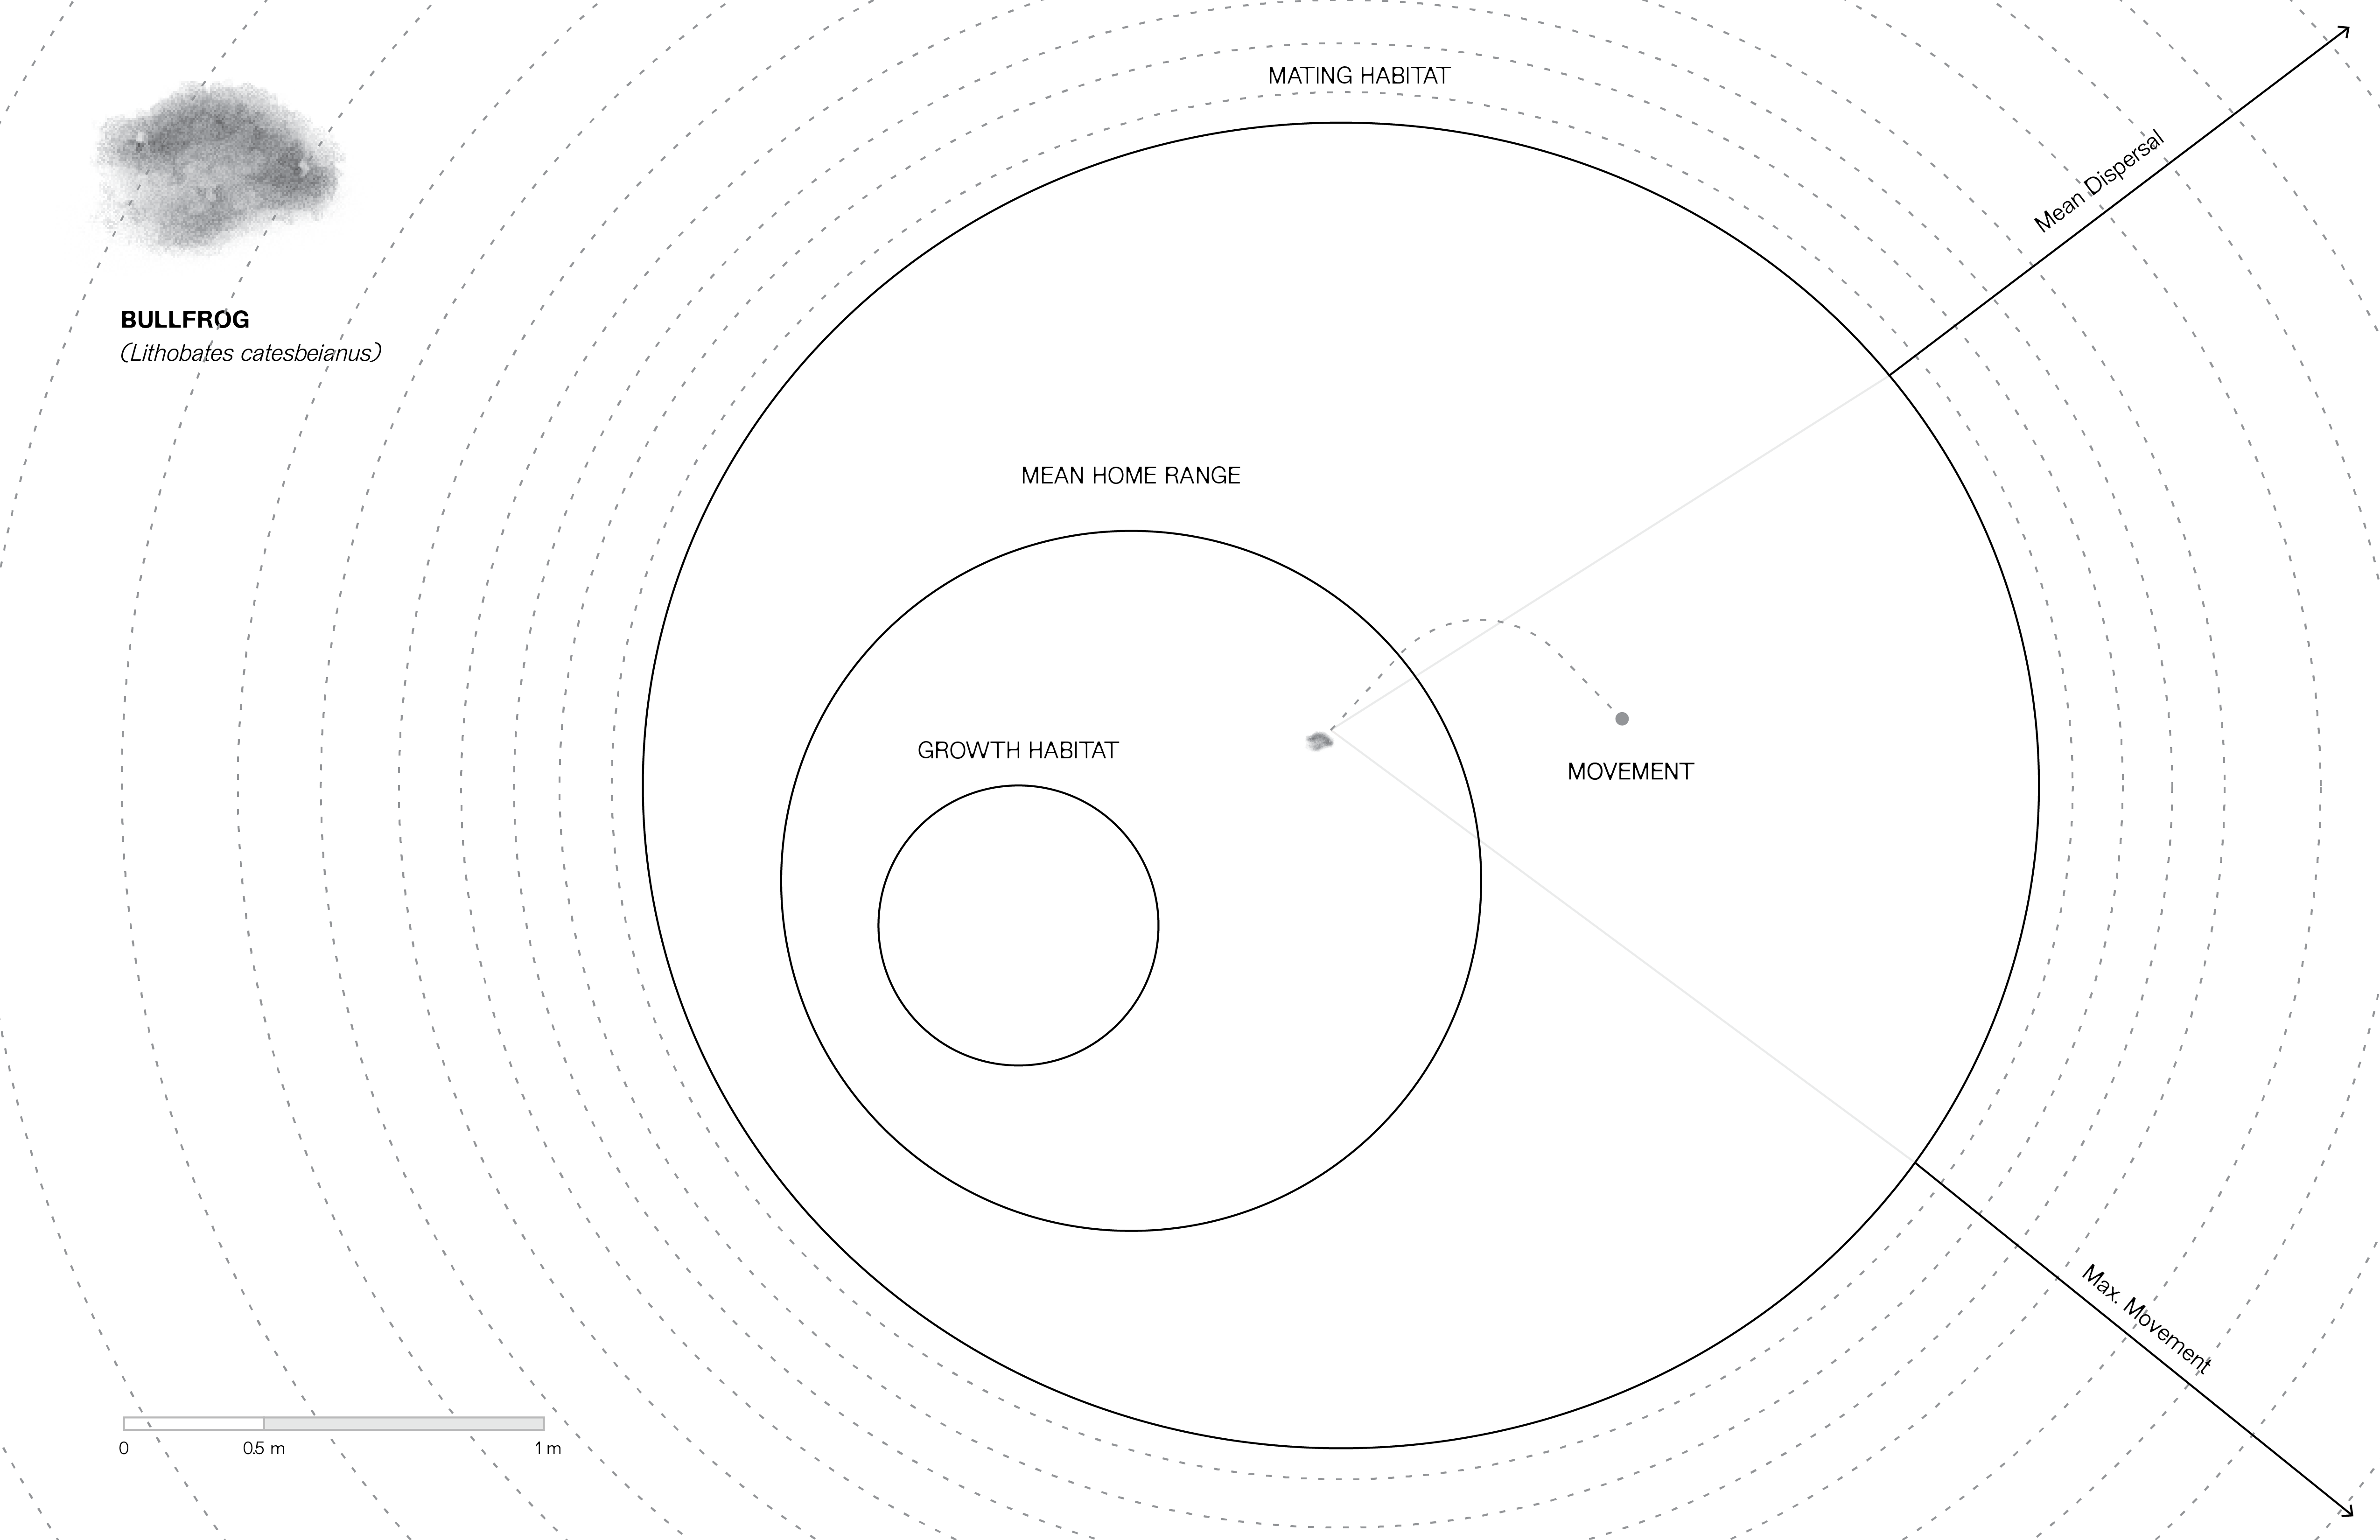 MATING HABITAT
Mean Dispersal
BULLFROG
(Lithobates catesbeianus)
MEAN HOME RANGE
GROWTH HABITAT
MOVEMENT
Max. Movement
0 0.5 m 1 m